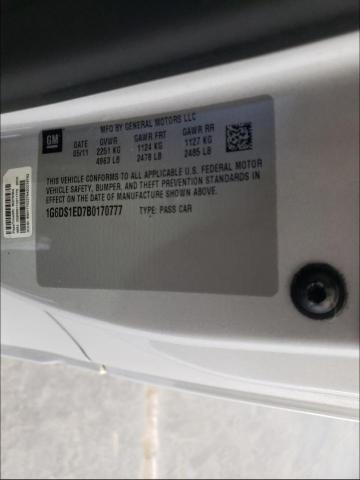 GM
MFD BY GENERAL MOTORS LLC
DATE GVWR GAWR FRT GAWR RR
05/11 2251 KG 1124 KG 1127 KG
4963 LB 2478 LB 2485 LB
THIS VEHICLE CONFORMS TO ALL APPLICABLE U.S. FEDERAL MOTOR
VEHICLE SAFETY, BUMPER, AND THEFT PREVENTION STANDARDS IN
EFFECT ON THE DATE OF MANUFACTURE SHOWN ABOVE.
1G6DS1ED7B0170777 TYPE: PASS CAR